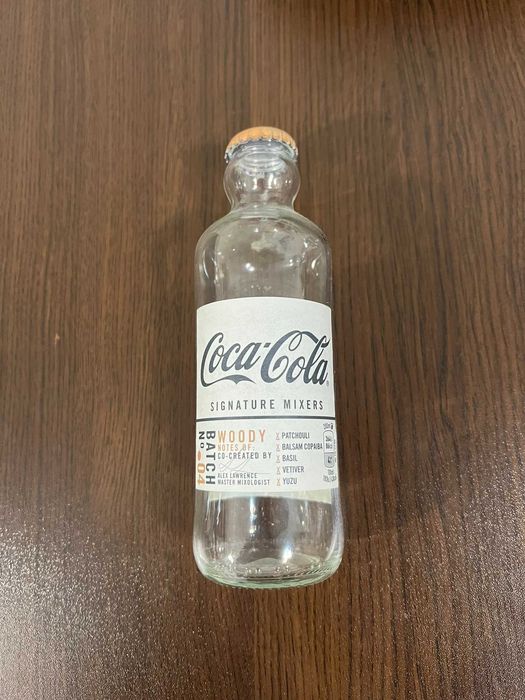 Coca-Cola
SIGNATURE MIXERS
BATCH
Nº 04
WOODY
NOTES OF:
CO-CREATED BY
ALEX LAWRENCE
MASTER MIXOLOGIST
PATCHOULI
BALSAM COPAIBA
BASIL
VETIVER
YUZU